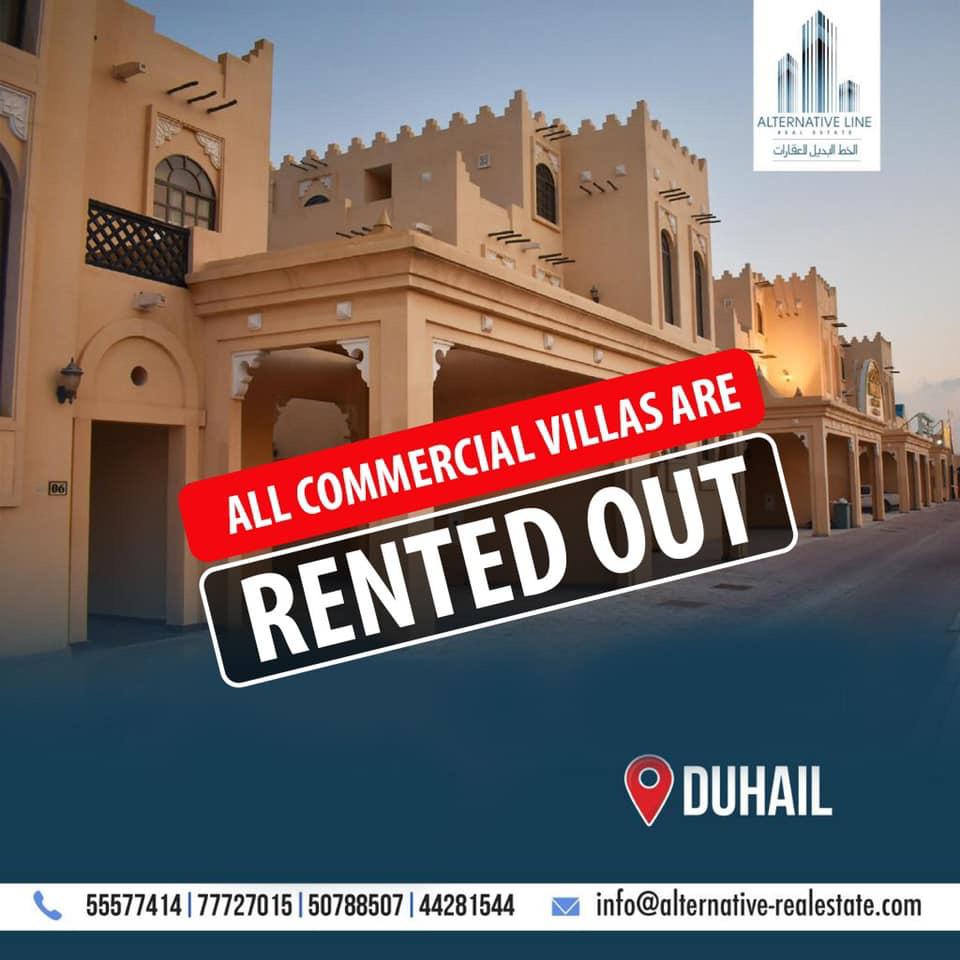 ALTERNATIVE LINE
REAL ESTATE
الخط البديل للعقارات
06
ALL COMMERCIAL VILLAS ARE
RENTED OUT
DUHAIL
55577414 | 77727015 | 50788507 | 44281544 info@alternative-realestate.com